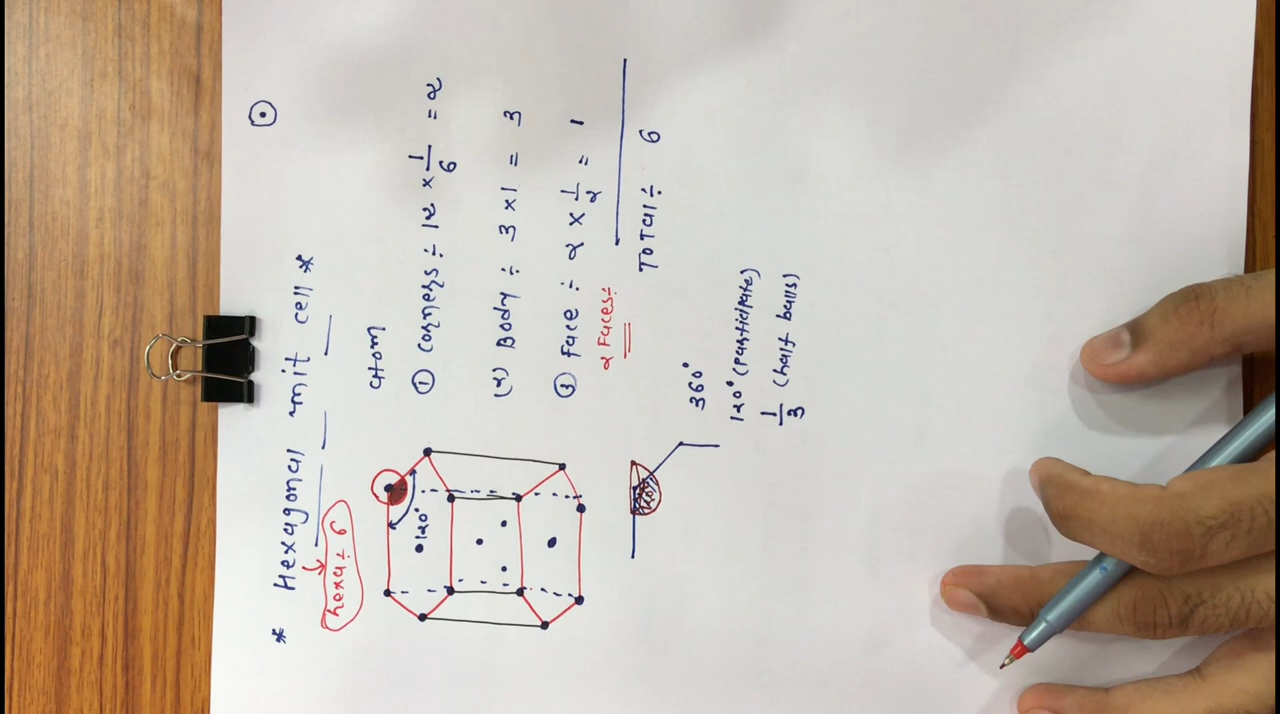 * Hexagonal unit cell *
hexa ÷ 6
atom
① Corners ÷ 12 × 1/6 = 2
(2) Body ÷ 3 × 1 = 3
③ Face ÷ 2 × 1/2 = 1
2 Faces ÷
Total ÷ 6
120°
120°
360°
120° (participate)
1/3 (half balls)